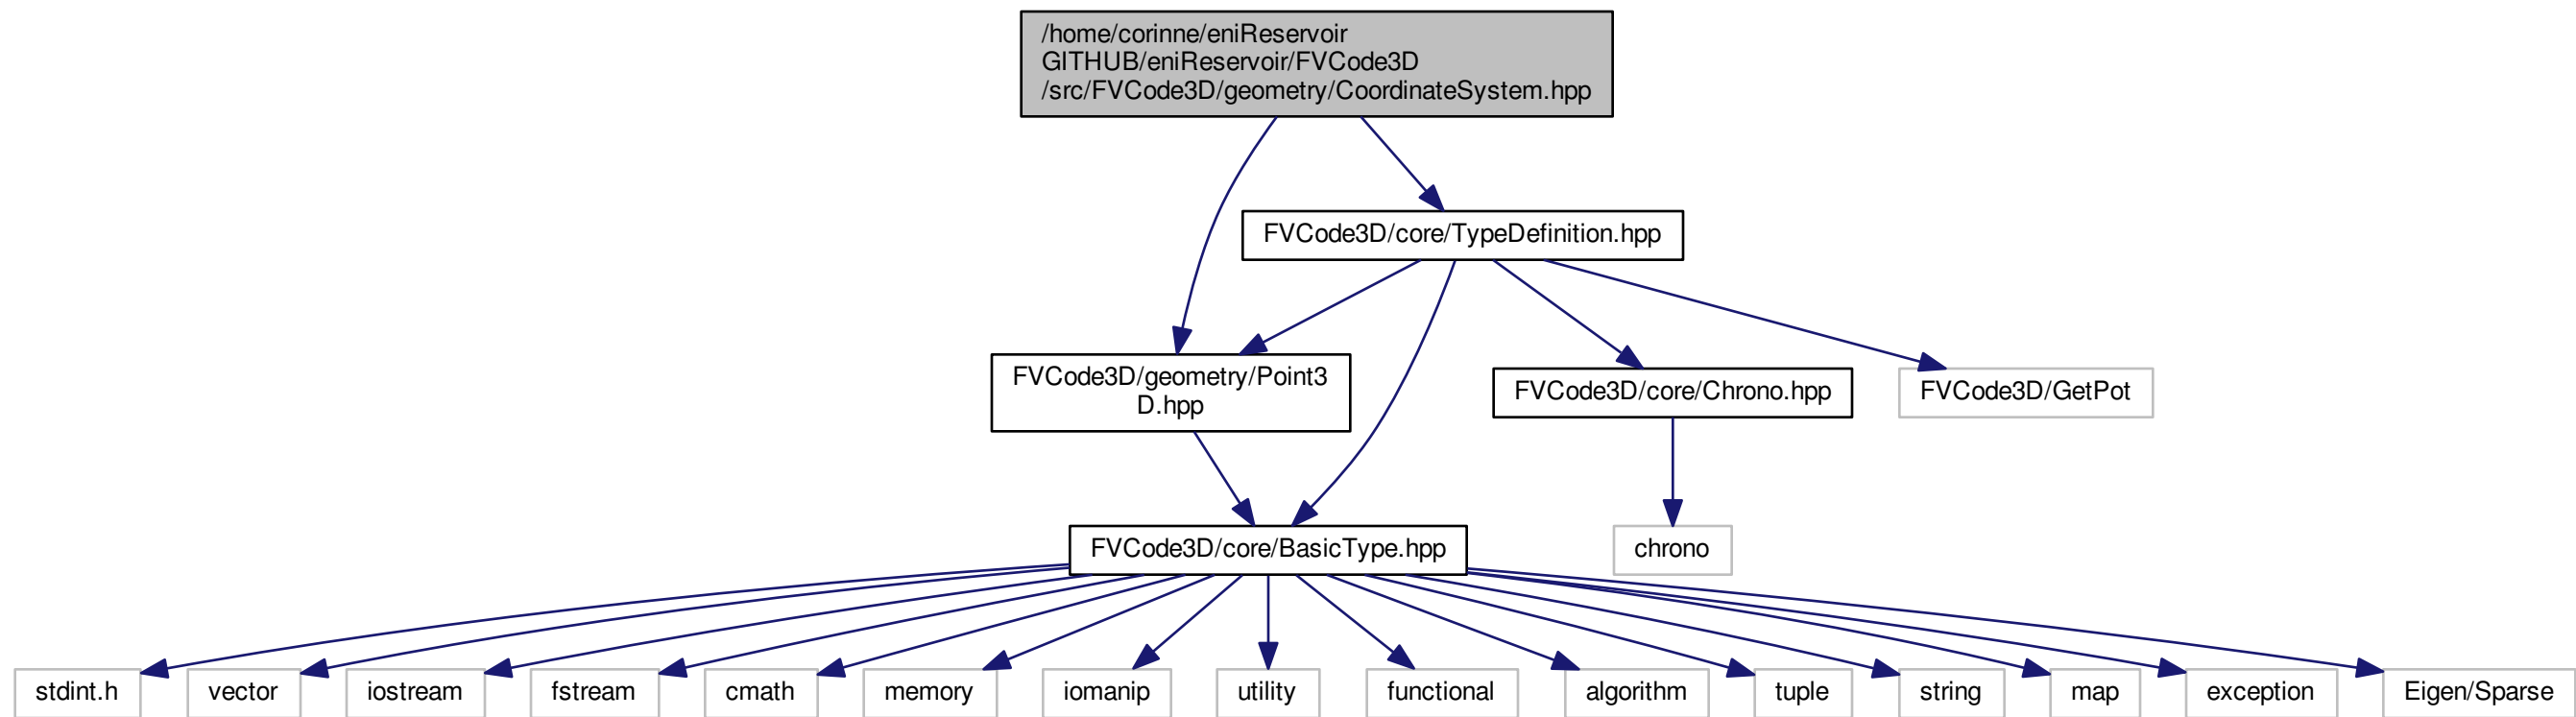 /home/corinne/eniReservoir
GITHUB/eniReservoir/FVCode3D
/src/FVCode3D/geometry/CoordinateSystem.hpp
FVCode3D/core/TypeDefinition.hpp
FVCode3D/geometry/Point3
D.hpp
FVCode3D/core/Chrono.hpp
FVCode3D/GetPot
FVCode3D/core/BasicType.hpp
chrono
stdint.h
vector
iostream
fstream
cmath
memory
iomanip
utility
functional
algorithm
tuple
string
map
exception
Eigen/Sparse